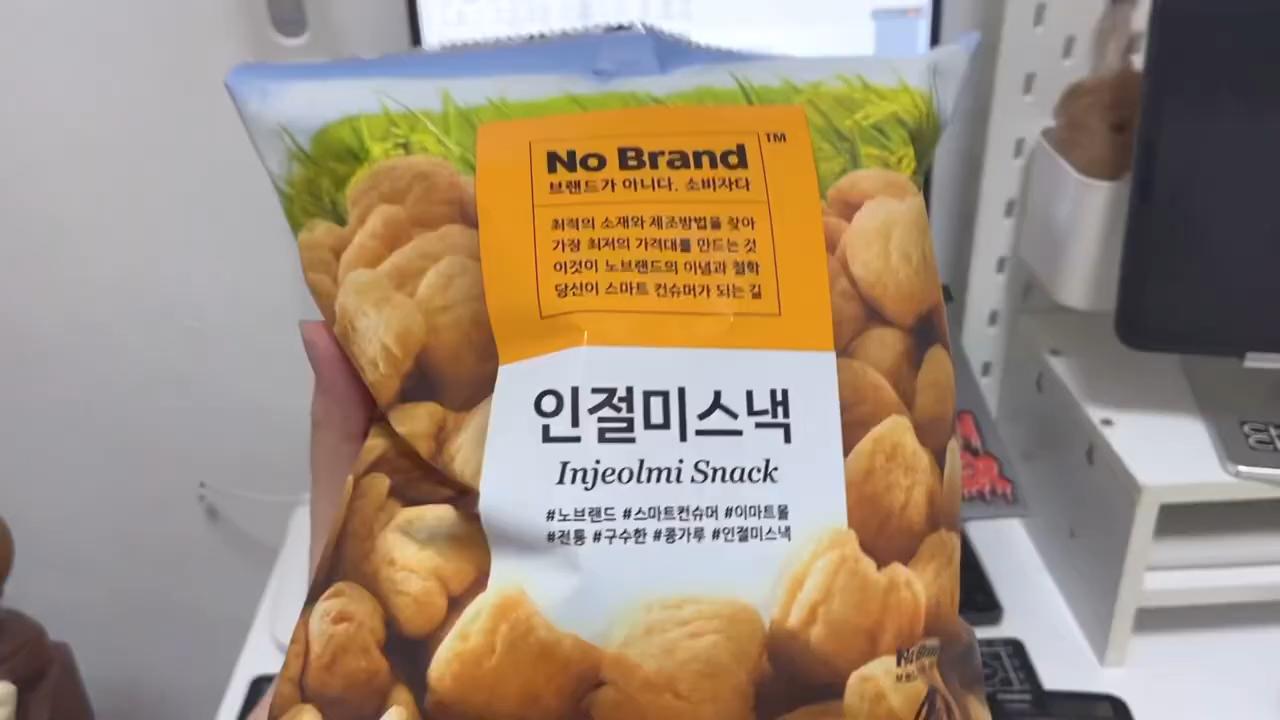 No Brand
TM
브랜드가 아니다. 소비자다
최적의 소재와 제조방법을 찾아
가장 최저의 가격대를 만드는 것
이것이 노브랜드의 이념과 철학
당신이 스마트 컨슈머가 되는 길
인절미스낵
Injeolmi Snack
#노브랜드 #스마트컨슈머 #이마트몰
#전통 #구수한 #콩가루 #인절미스낵
No Brand